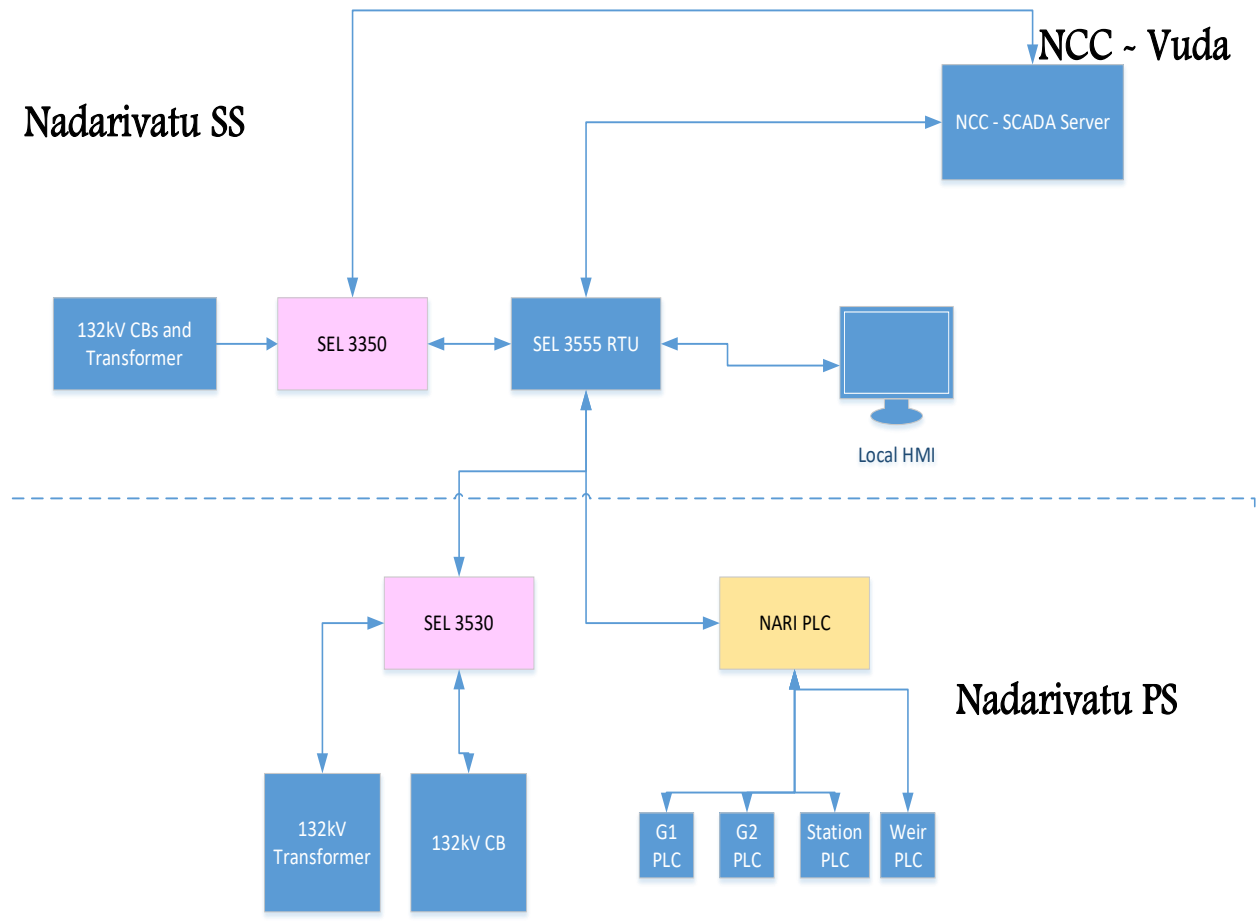 NCC ~ Vuda
Nadarivatu SS
NCC - SCADA Server
132kV CBs and
Transformer
SEL 3350
SEL 3555 RTU
Local HMI
SEL 3530
NARI PLC
Nadarivatu PS
132kV
Transformer
132kV CB
G1
PLC
G2
PLC
Station
PLC
Weir
PLC